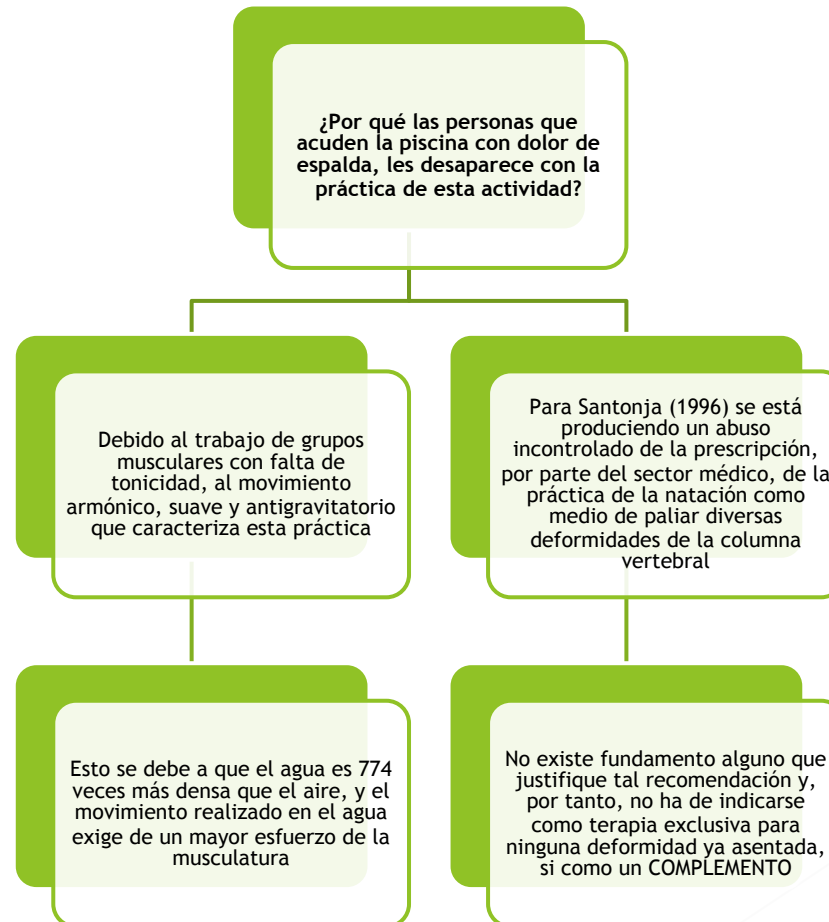 ¿Por qué las personas que
acuden la piscina con dolor de
espalda, les desaparece con la
práctica de esta actividad?
Debido al trabajo de grupos
musculares con falta de
tonicidad, al movimiento
armónico, suave y antigravitatorio
que caracteriza esta práctica
Para Santonja (1996) se está
produciendo un abuso
incontrolado de la prescripción,
por parte del sector médico, de la
práctica de la natación como
medio de paliar diversas
deformidades de la columna
vertebral
Esto se debe a que el agua es 774
veces más densa que el aire, y el
movimiento realizado en el agua
exige de un mayor esfuerzo de la
musculatura
No existe fundamento alguno que
justifique tal recomendación y,
por tanto, no ha de indicarse
como terapia exclusiva para
ninguna deformidad ya asentada,
si como un COMPLEMENTO